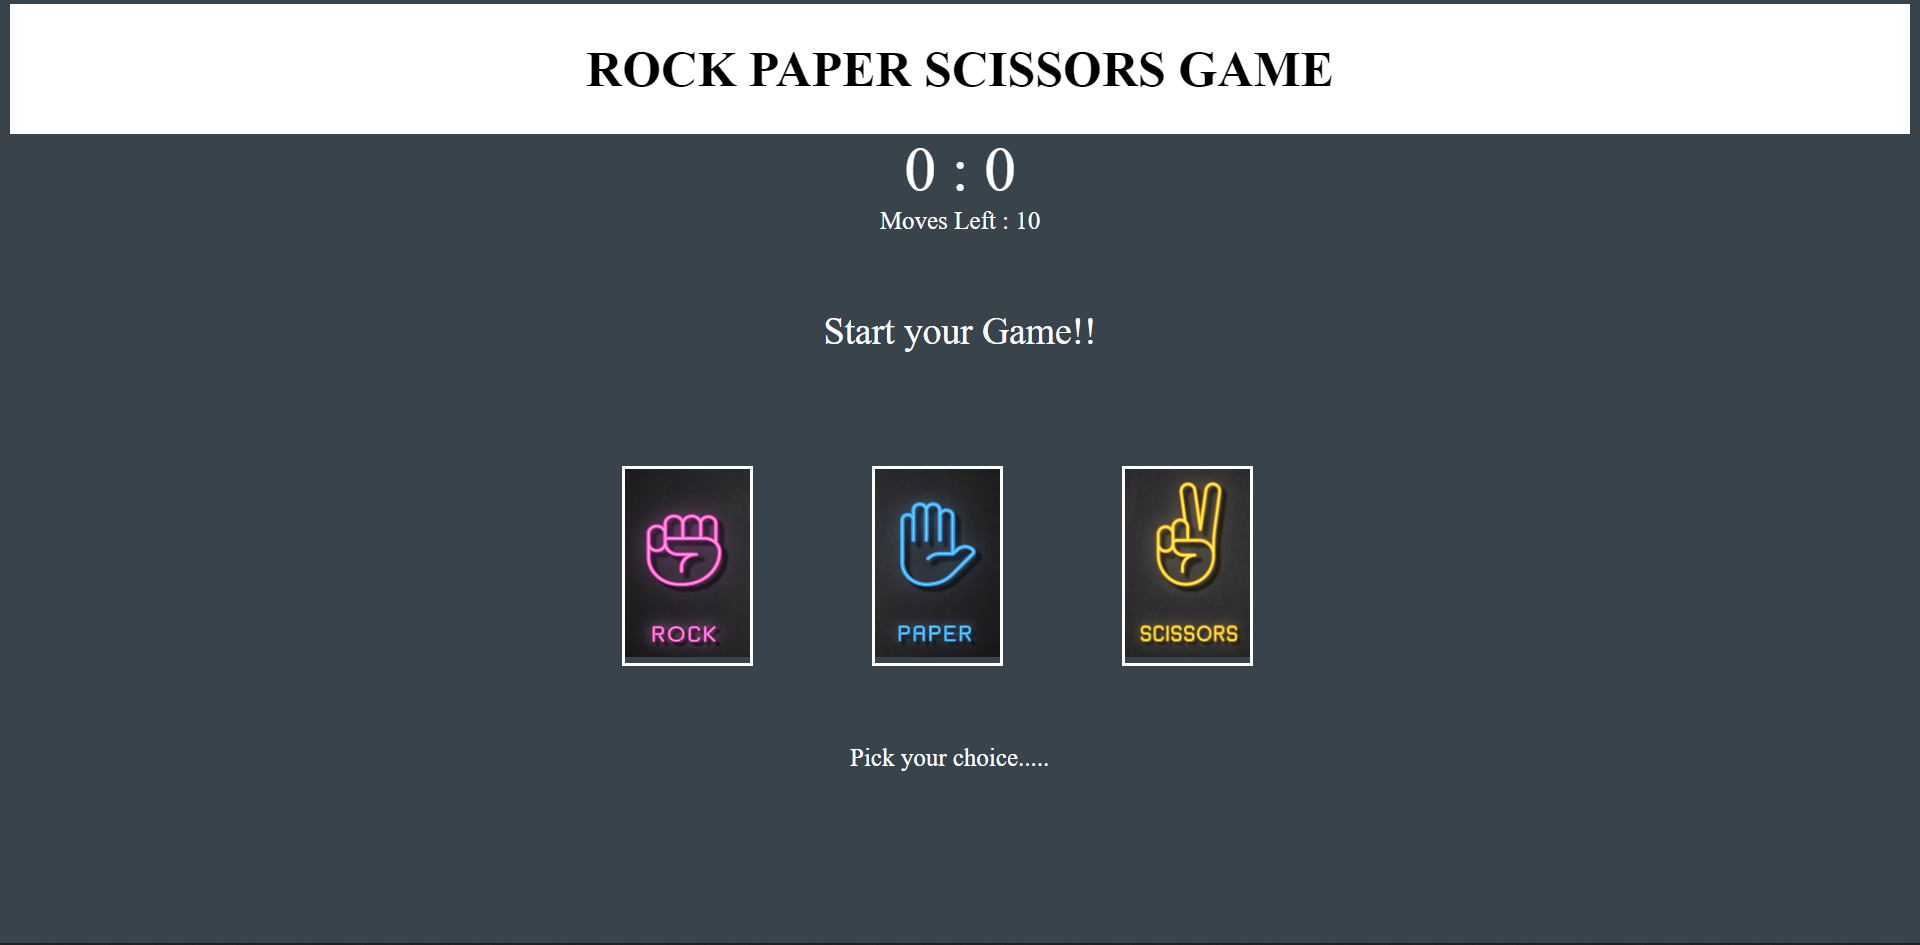 ROCK PAPER SCISSORS GAME
0 : 0
Moves Left : 10
Start your Game!!
ROCK PAPER SCISSORS
Pick your choice.....